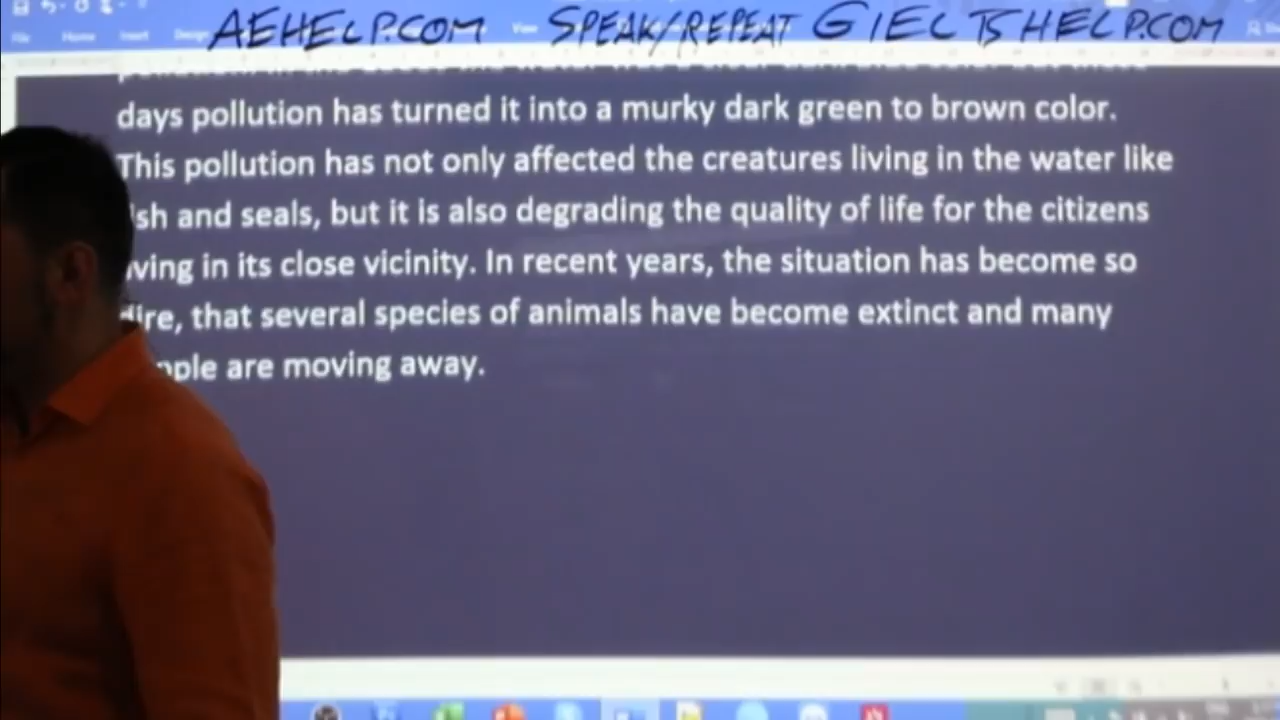 AEHELP.COM SPEAK/REPEAT GIELTSHELP.COM
days pollution has turned it into a murky dark green to brown color.
This pollution has not only affected the creatures living in the water like
and seals, but it is also degrading the quality of life for the citizens
in its close vicinity. In recent years, the situation has become so
dire, that several species of animals have become extinct and many
are moving away.